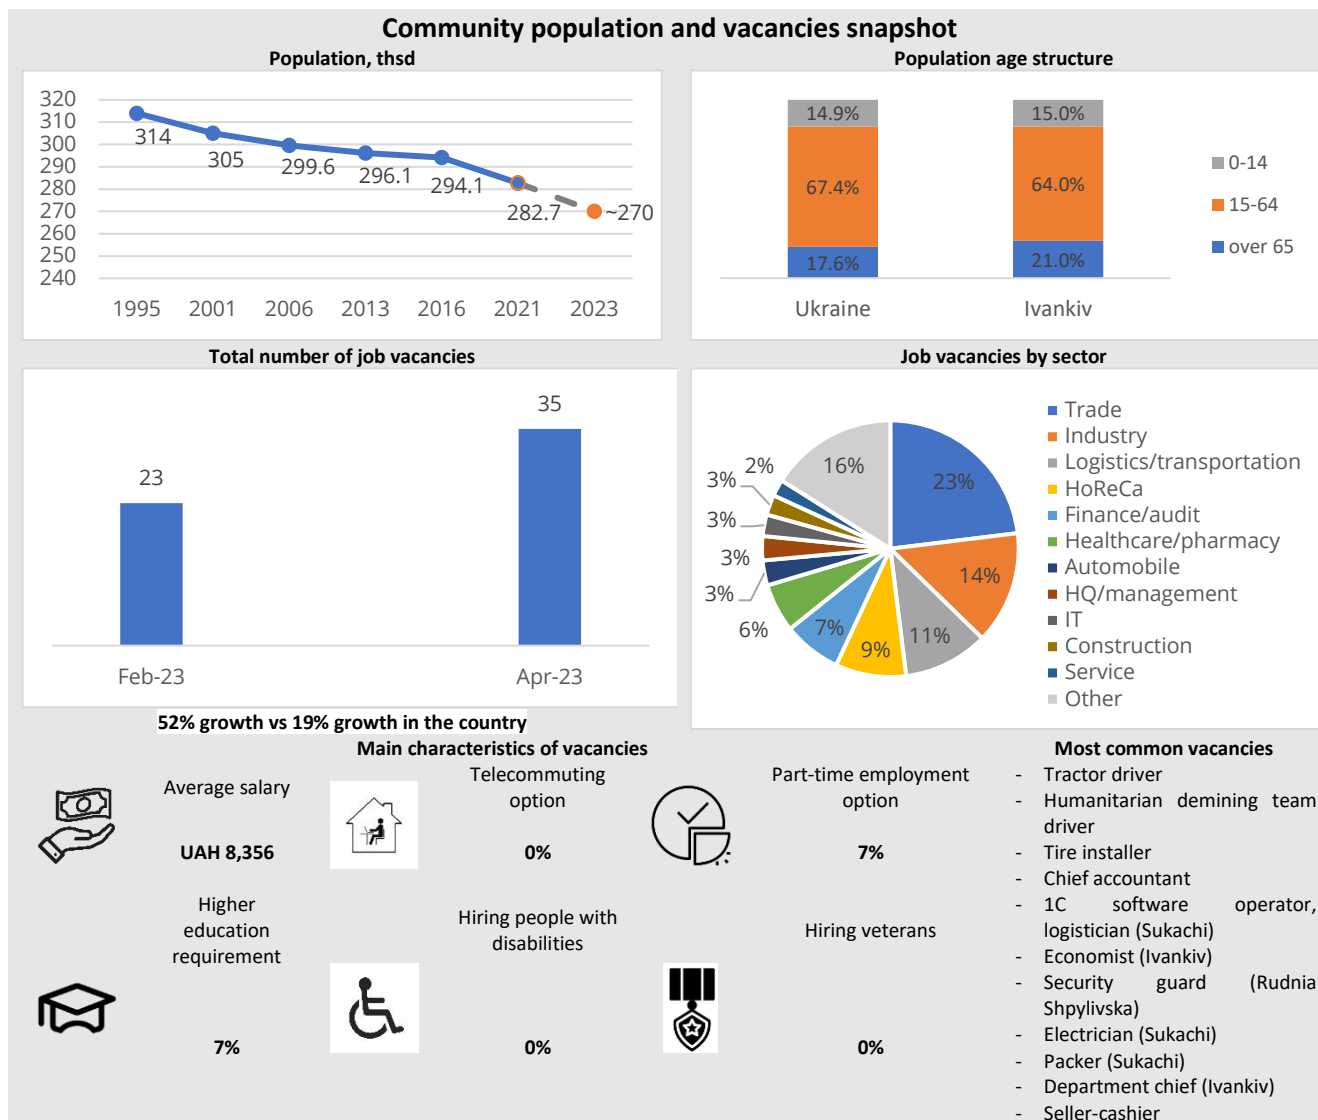 Community population and vacancies snapshot
Population, thsd
320
310
300
290
280
270
260
250
240
314
305
299.6
296.1
294.1
282.7
~270
1995 2001 2006 2013 2016 2021 2023
Population age structure
14.9%
15.0%
67.4%
64.0%
17.6%
21.0%
Ukraine
Ivankiv
0-14
15-64
over 65
Total number of job vacancies
23
35
Feb-23
Apr-23
52% growth vs 19% growth in the country
Job vacancies by sector
23%
14%
11%
9%
7%
6%
3%
3%
3%
3%
2%
16%
Trade
Industry
Logistics/transportation
HoReCa
Finance/audit
Healthcare/pharmacy
Automobile
HQ/management
IT
Construction
Service
Other
Main characteristics of vacancies
Average salary
UAH 8,356
Telecommuting
option
0%
Part-time employment
option
7%
Higher
education
requirement
7%
Hiring people with
disabilities
0%
Hiring veterans
0%
Most common vacancies
- Tractor driver
- Humanitarian demining team
driver
- Tire installer
- Chief accountant
- 1C software operator,
logistician (Sukachi)
- Economist (Ivankiv)
- Security guard (Rudnia
Shpylivska)
- Electrician (Sukachi)
- Packer (Sukachi)
- Department chief (Ivankiv)
- Seller-cashier